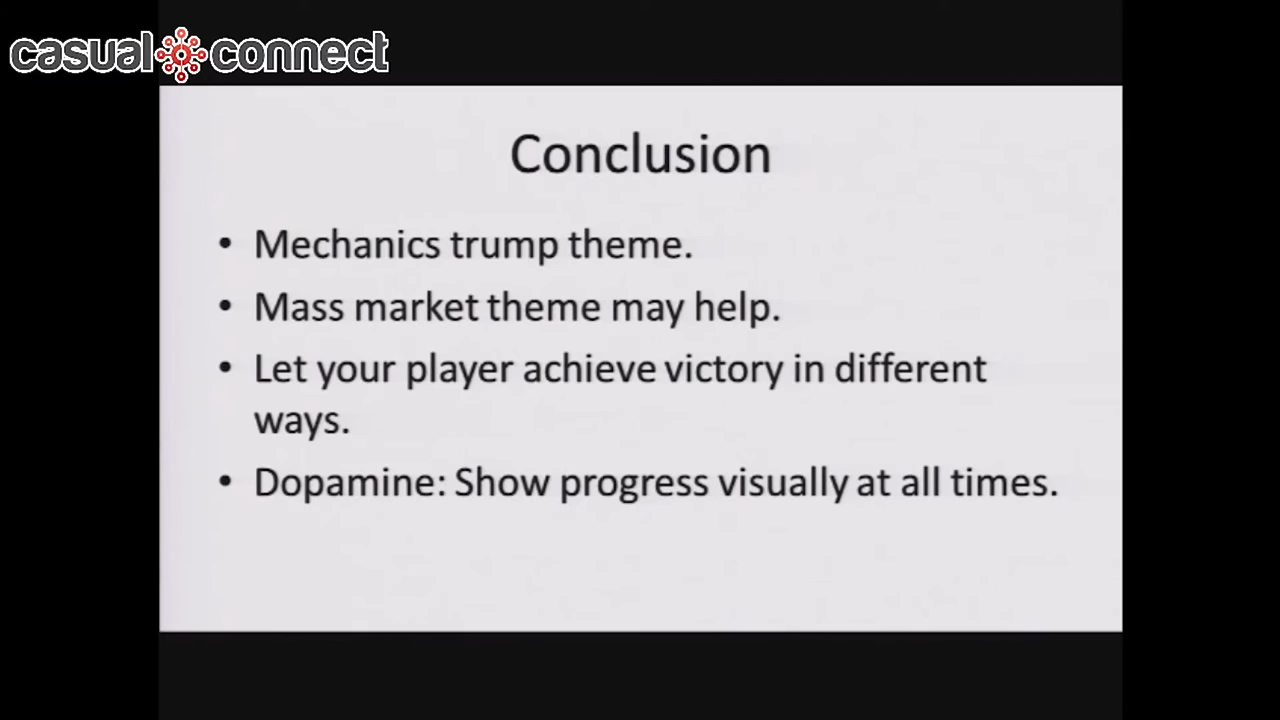 casual connect
Conclusion
• Mechanics trump theme.
• Mass market theme may help.
• Let your player achieve victory in different
ways.
• Dopamine: Show progress visually at all times.